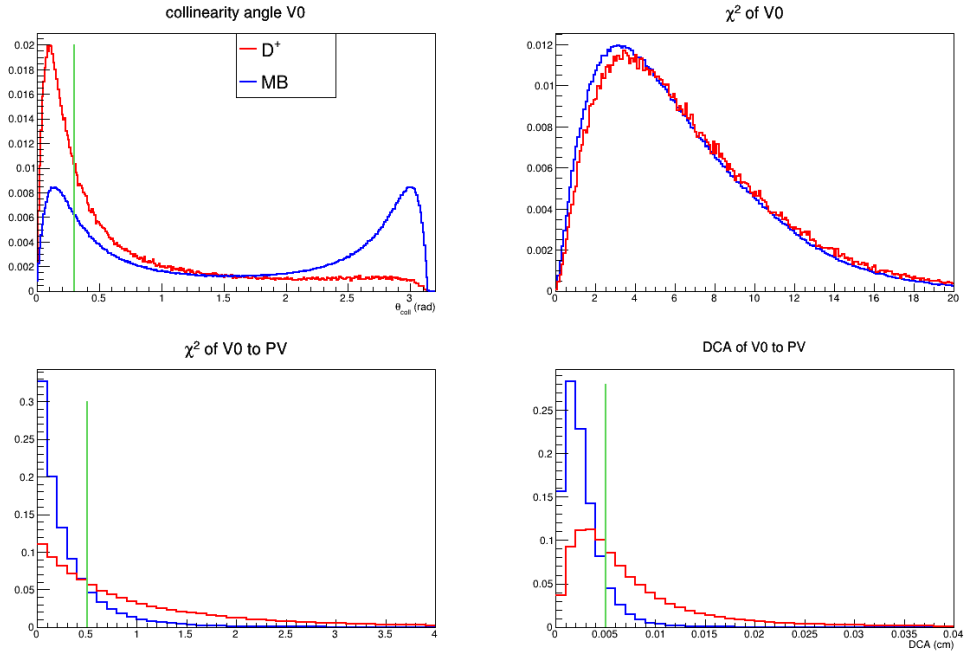 collinearity angle V0
0.02
0.018
0.016
0.014
0.012
0.01
0.008
0.006
0.004
0.002
0
D+
MB
0 0.5 1 1.5 2 2.5 3
θcoll (rad)
χ² of V0
0.012
0.01
0.008
0.006
0.004
0.002
0
0 2 4 6 8 10 12 14 16 18 20
χ² of V0 to PV
0.3
0.25
0.2
0.15
0.1
0.05
0
0 0.5 1 1.5 2 2.5 3 3.5 4
DCA of V0 to PV
0.25
0.2
0.15
0.1
0.05
0
0 0.005 0.01 0.015 0.02 0.025 0.03 0.035 0.04
DCA (cm)